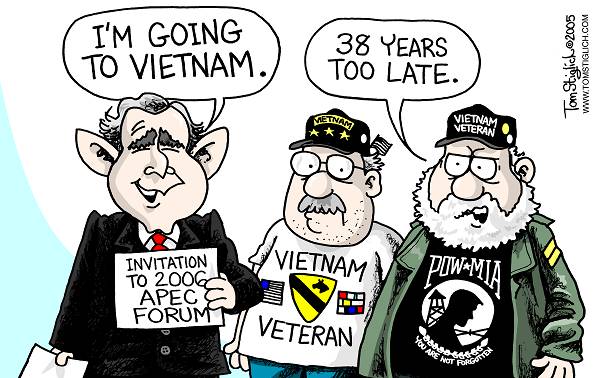 I'M GOING
TO VIETNAM.
38 YEARS
TOO LATE.
TomStiglich©2005
WWW.TOMSTIGLICH.COM
INVITATION
TO 2006
APEC
FORUM
VIETNAM
VIETNAM
VETERAN
VIETNAM
VETERAN
POW★MIA
YOU ARE NOT FORGOTTEN